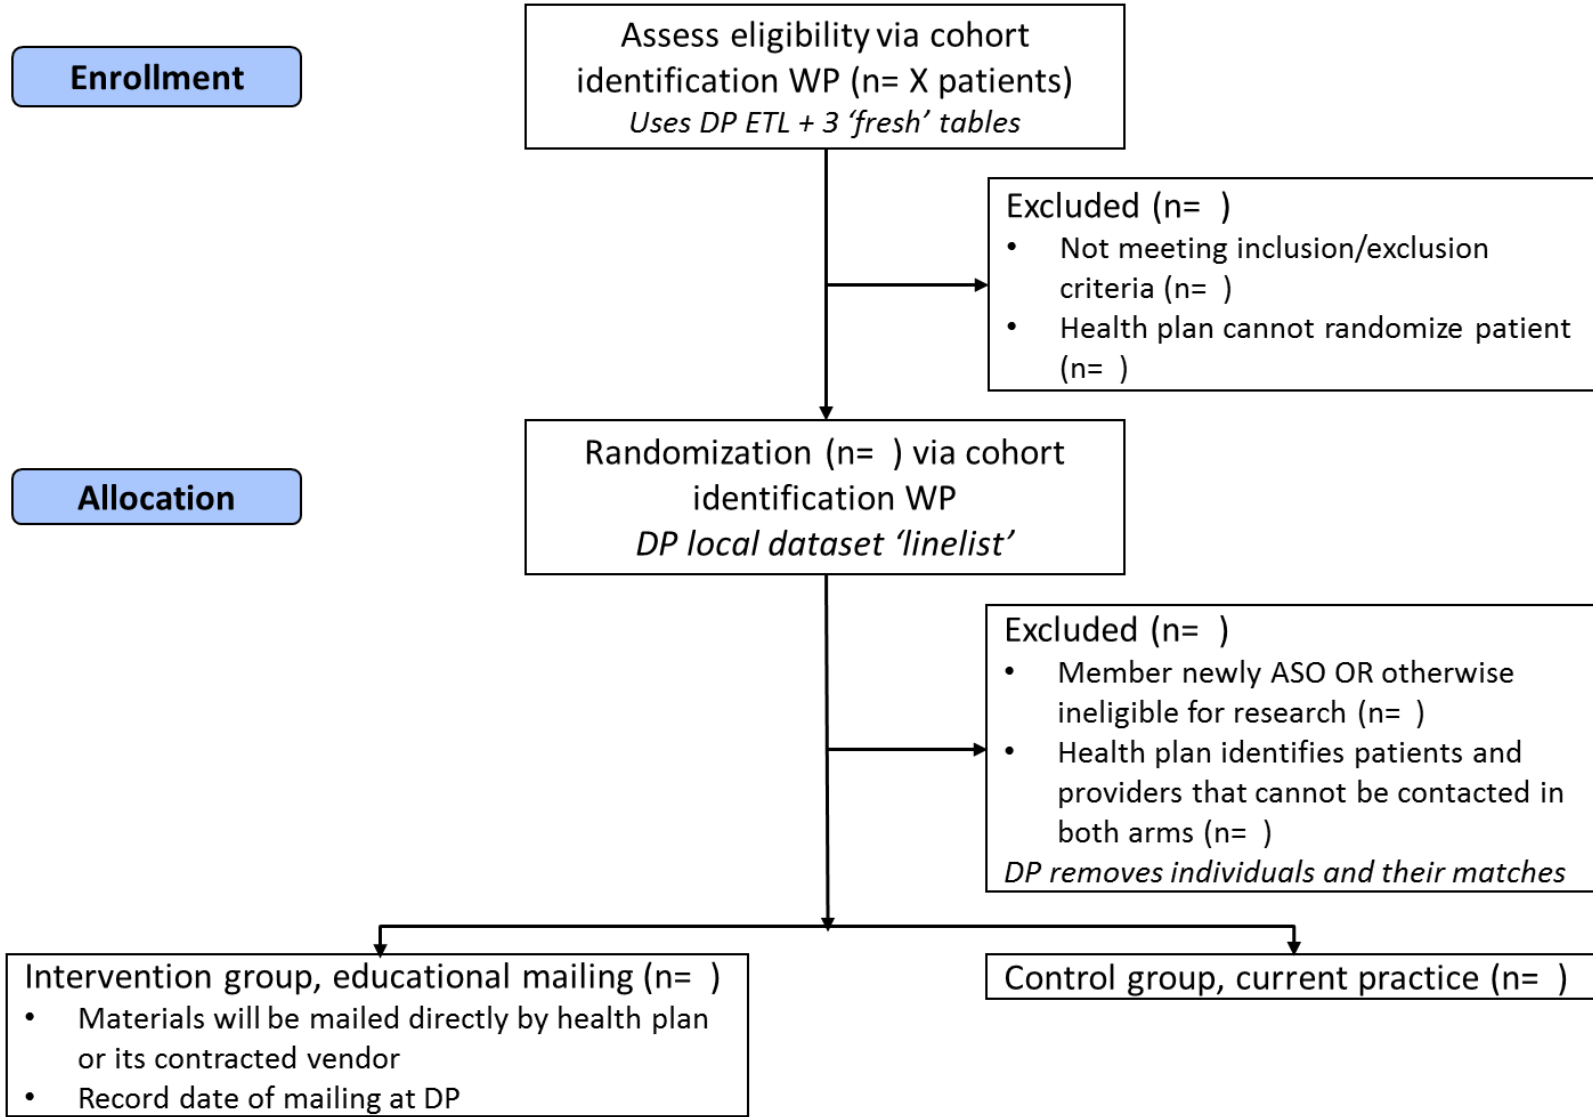 Enrollment
Assess eligibility via cohort
identification WP (n= X patients)
Uses DP ETL + 3 ‘fresh’ tables
Excluded (n=  )
• Not meeting inclusion/exclusion
criteria (n=  )
• Health plan cannot randomize patient
(n=  )
Allocation
Randomization (n=  ) via cohort
identification WP
DP local dataset ‘linelist’
Excluded (n=  )
• Member newly ASO OR otherwise
ineligible for research (n=  )
• Health plan identifies patients and
providers that cannot be contacted in
both arms (n=  )
DP removes individuals and their matches
Intervention group, educational mailing (n=  )
• Materials will be mailed directly by health plan
or its contracted vendor
• Record date of mailing at DP
Control group, current practice (n=  )